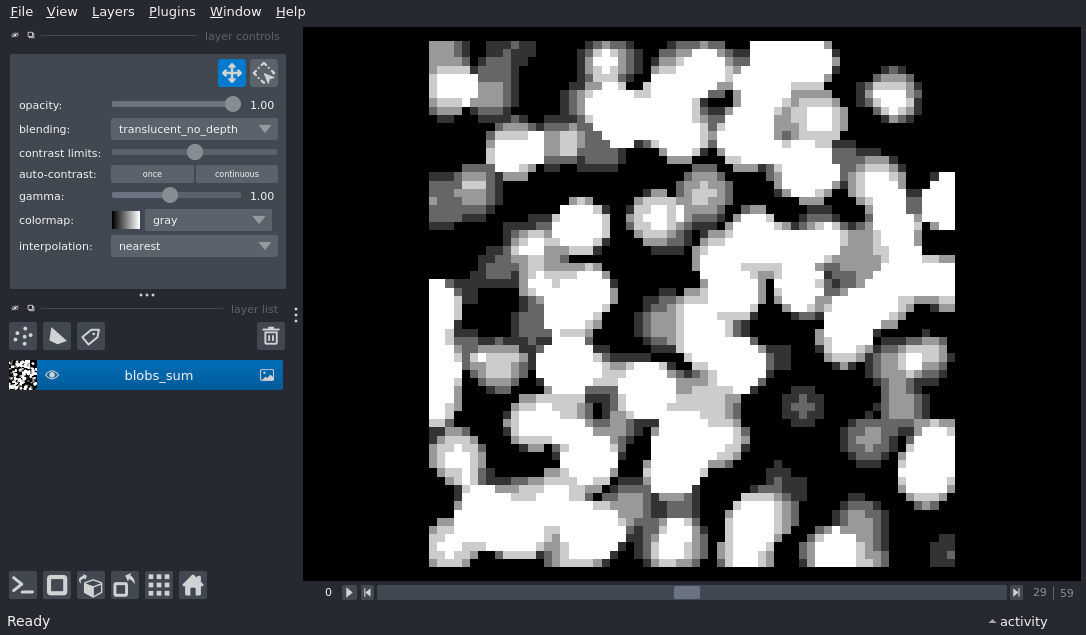 File View Layers Plugins Window Help
layer controls
opacity: 1.00
blending: translucent_no_depth
contrast limits:
auto-contrast: once continuous
gamma: 1.00
colormap: gray
interpolation: nearest
layer list
blobs_sum
0 29 59
Ready activity